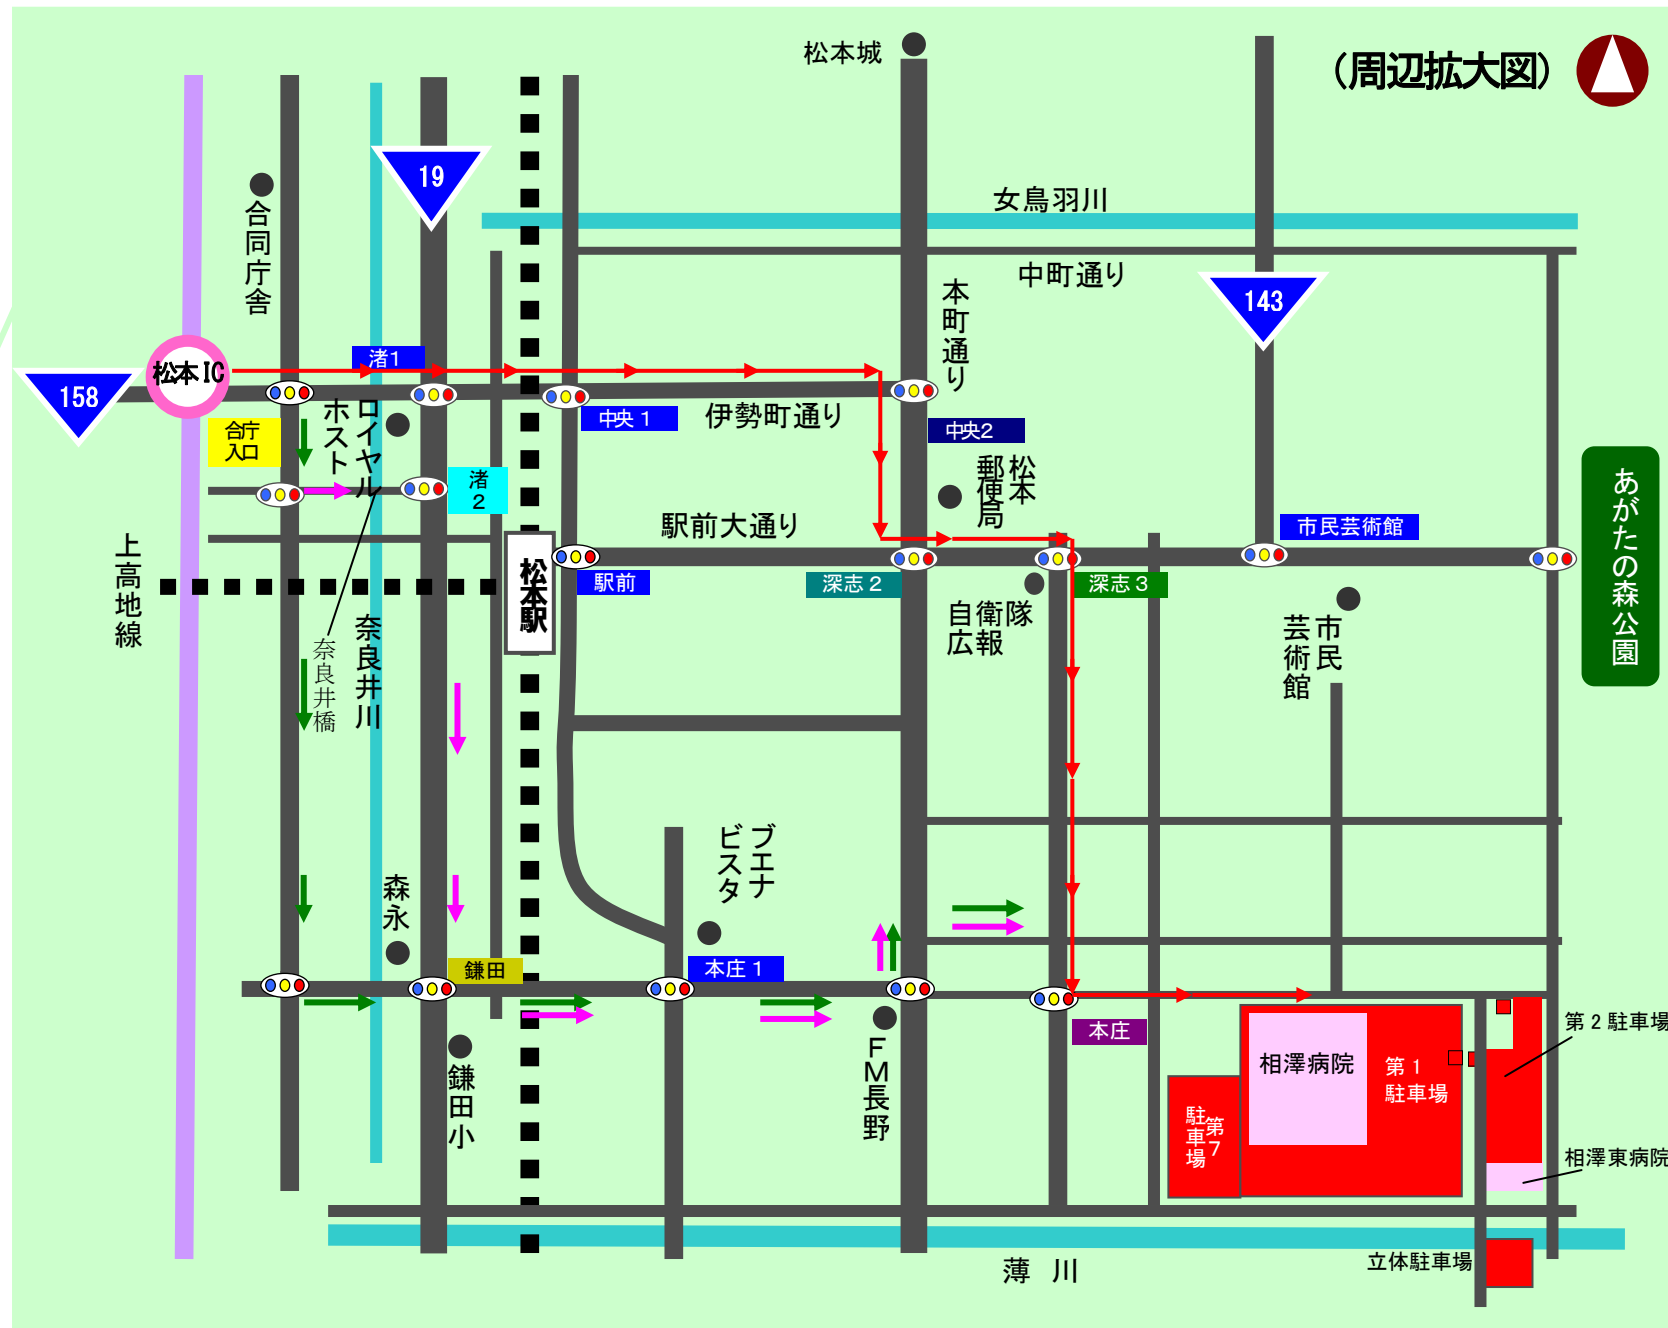 (周辺拡大図)
松本城
19
合同庁舎
女鳥羽川
中町通り
143
本町通り
松本IC
158
渚1
中央1
伊勢町通り
中央2
合庁
入口
ロイヤル
ホスト
渚
2
松本
郵便局
あがたの森公園
駅前大通り
市民芸術館
上高地線
松本駅
駅前
深志2
深志3
自衛隊
広報
市民
芸術館
奈良井川
奈良井橋
ブエナ
ビスタ
森永
鎌田
本庄1
本庄
鎌田小
FM長野
相澤病院
第1
駐車場
第2駐車場
第7
駐車場
相澤東病院
立体駐車場
薄川